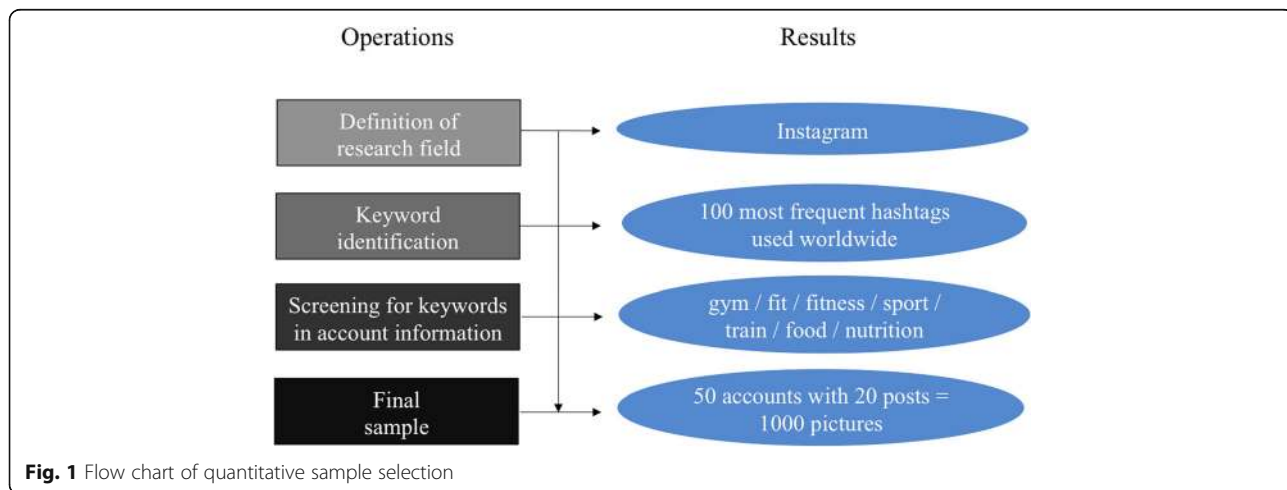 Operations
Results
Definition of
research field
Instagram
Keyword
identification
100 most frequent hashtags
used worldwide
Screening for keywords
in account information
gym / fit / fitness / sport /
train / food / nutrition
Final
sample
50 accounts with 20 posts =
1000 pictures
Fig. 1 Flow chart of quantitative sample selection